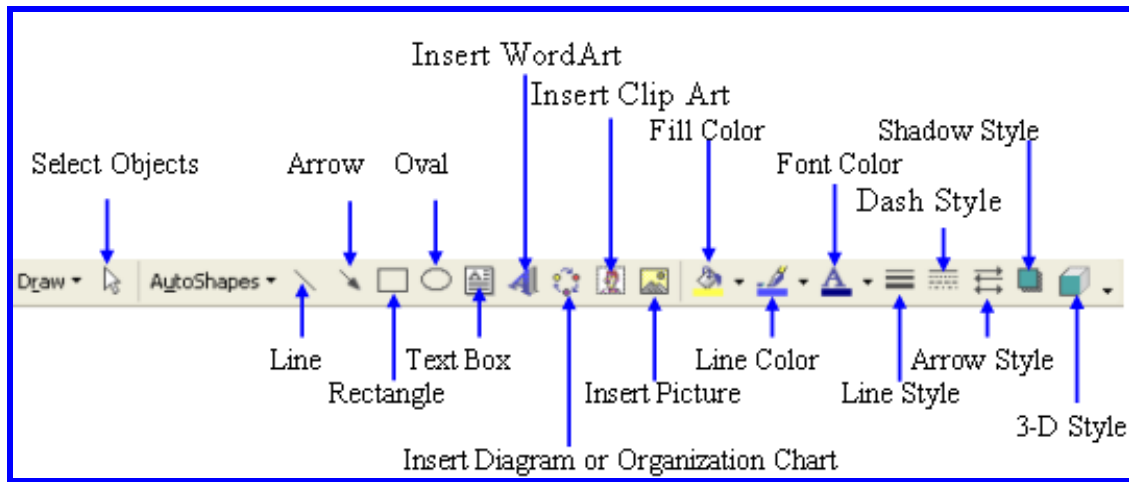 Insert WordArt
Insert Clip Art
Fill Color
Shadow Style
Select Objects
Arrow
Oval
Font Color
Dash Style
Draw
AutoShapes
Line
Text Box
Line Color
Arrow Style
Rectangle
Insert Picture
Line Style
3-D Style
Insert Diagram or Organization Chart